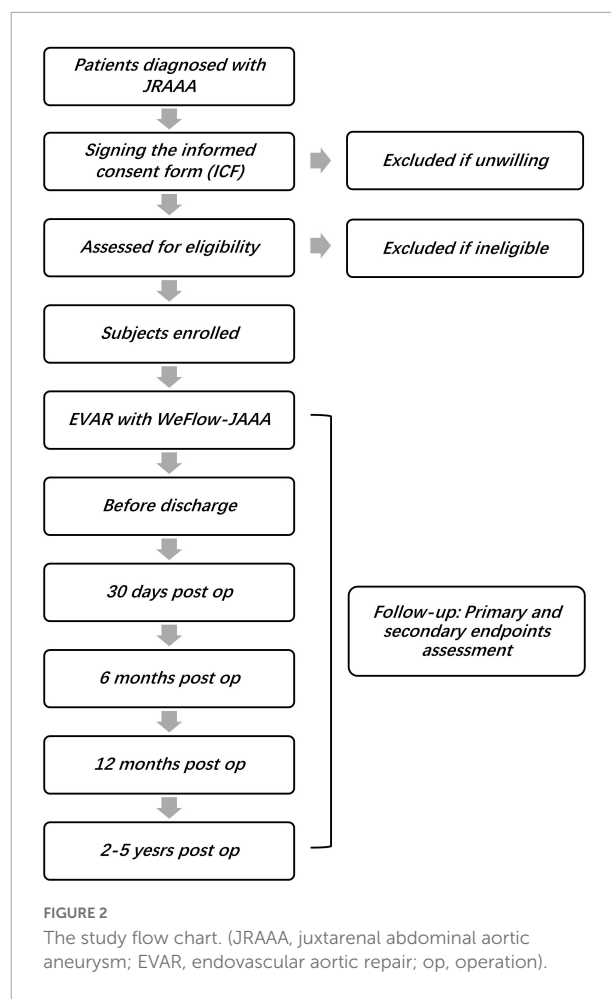 Patients diagnosed with
JRAAA
Signing the informed
consent form (ICF)
Excluded if unwilling
Assessed for eligibility
Excluded if ineligible
Subjects enrolled
EVAR with WeFlow-JAAA
Before discharge
30 days post op
Follow-up: Primary and
secondary endpoints
assessment
6 months post op
12 months post op
2-5 yesrs post op
FIGURE 2
The study flow chart. (JRAAA, juxtarenal abdominal aortic
aneurysm; EVAR, endovascular aortic repair; op, operation).